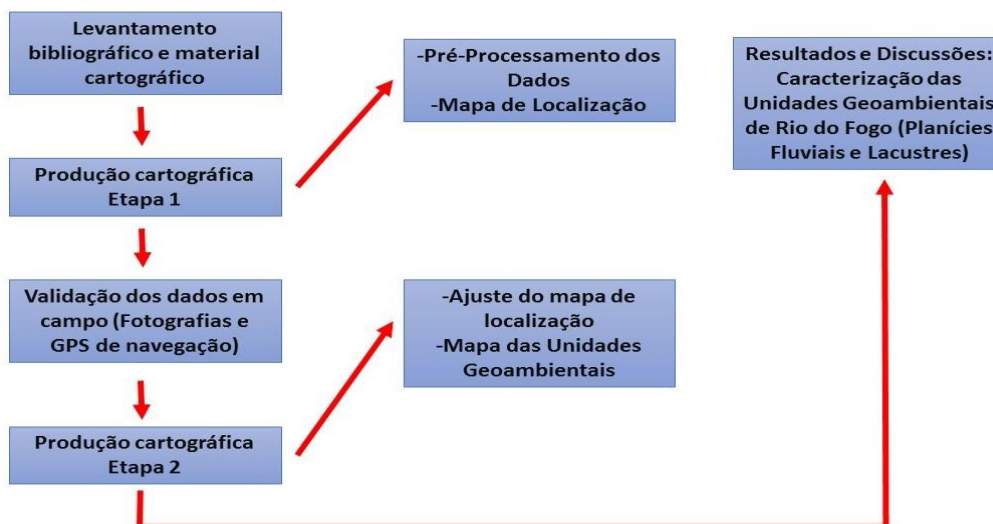 Levantamento
bibliográfico e material
cartográfico
-Pré-Processamento dos
Dados
-Mapa de Localização
Resultados e Discussões:
Caracterização das
Unidades Geoambientais
de Rio do Fogo (Planícies
Fluviais e Lacustres)
Produção cartográfica
Etapa 1
Validação dos dados em
campo (Fotografias e
GPS de navegação)
-Ajuste do mapa de
localização
-Mapa das Unidades
Geoambientais
Produção cartográfica
Etapa 2